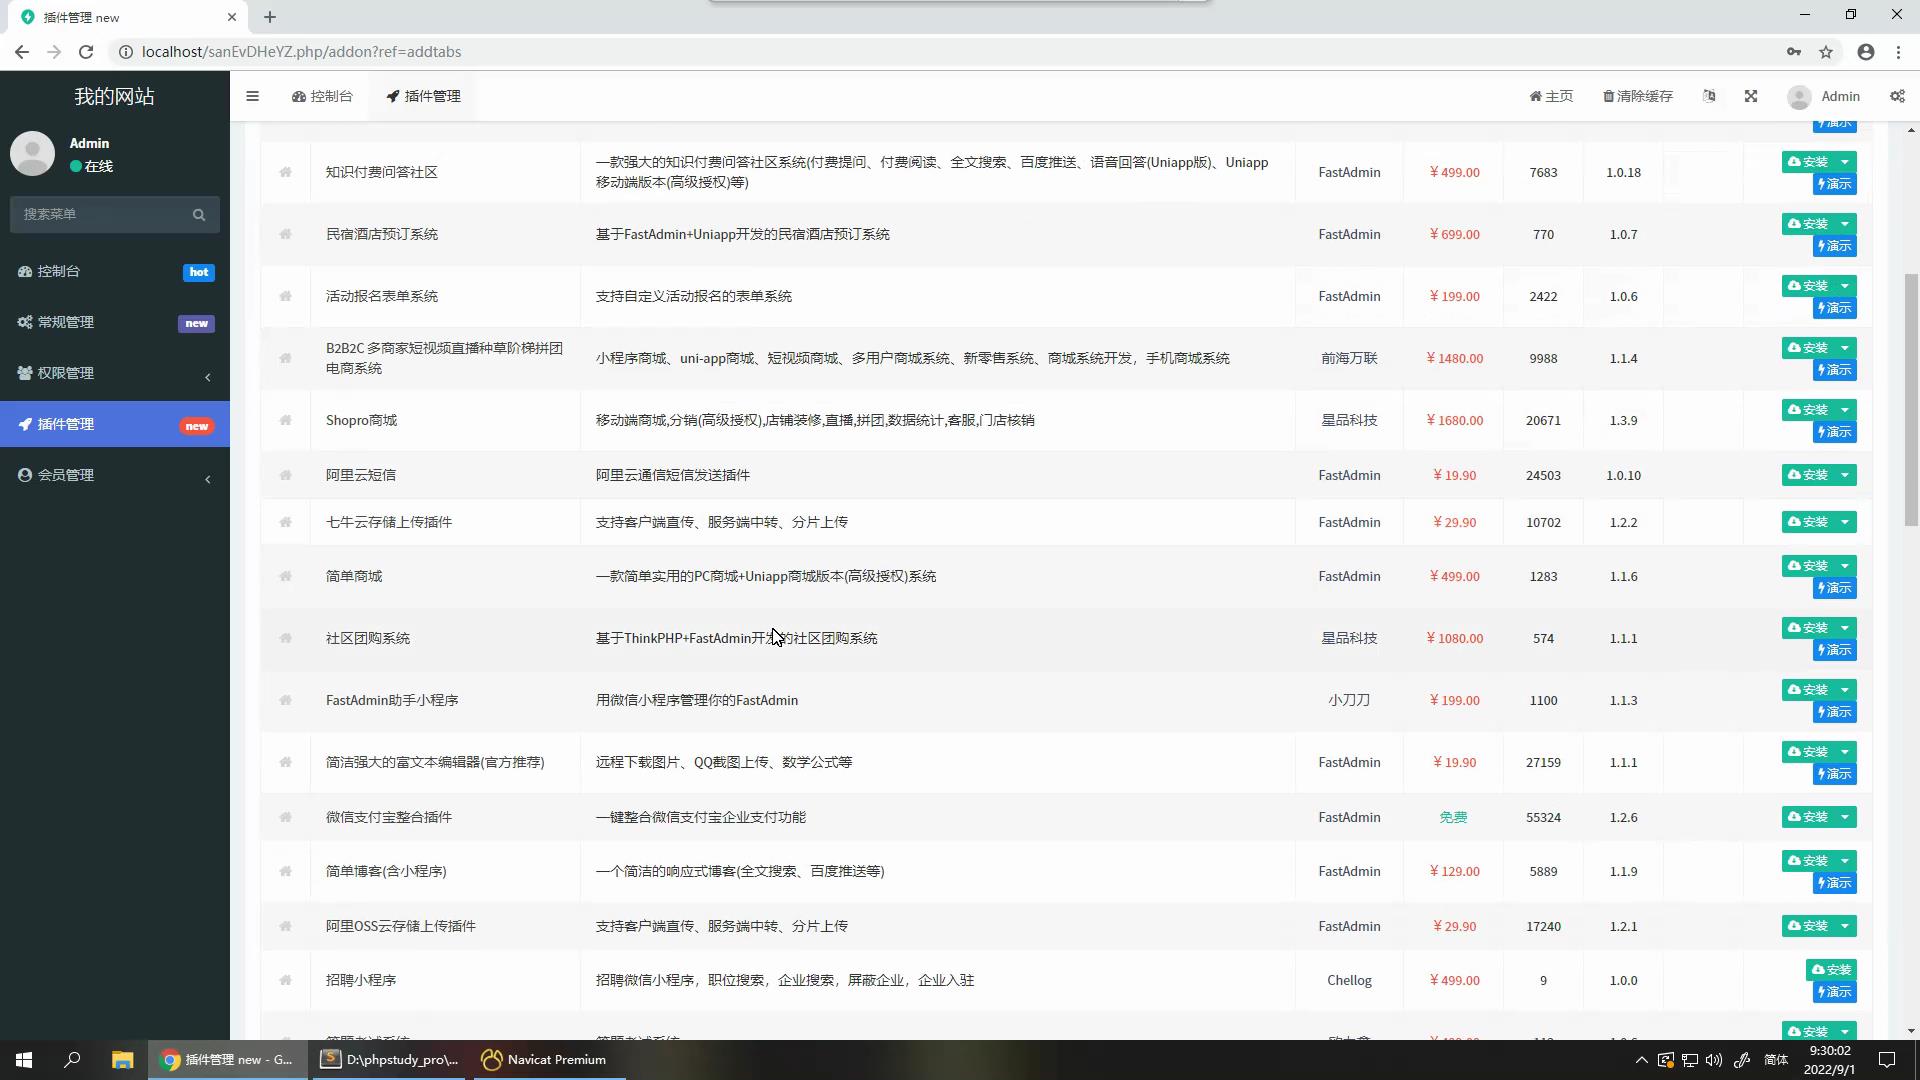 插件管理 new
localhost/sanEvDHeYZ.php/addon?ref=addtabs
我的网站
控制台
插件管理
主页
清除缓存
Admin
Admin
在线
搜索菜单
控制台 hot
常规管理 new
权限管理
插件管理 new
会员管理
演示
知识付费问答社区 一款强大的知识付费问答社区系统(付费提问、付费阅读、全文搜索、百度推送、语音回答(Uniapp版)、Uniapp
移动端版本(高级授权)等) FastAdmin ￥499.00 7683 1.0.18 安装
演示
民宿酒店预订系统 基于FastAdmin+Uniapp开发的民宿酒店预订系统 FastAdmin ￥699.00 770 1.0.7 安装
演示
活动报名表单系统 支持自定义活动报名的表单系统 FastAdmin ￥199.00 2422 1.0.6 安装
演示
B2B2C 多商家短视频直播种草阶梯拼团
电商系统 小程序商城、uni-app商城、短视频商城、多用户商城系统、新零售系统、商城系统开发，手机商城系统 前海万联 ￥1480.00 9988 1.1.4 安装
演示
Shopro商城 移动端商城,分销(高级授权),店铺装修,直播,拼团,数据统计,客服,门店核销 星品科技 ￥1680.00 20671 1.3.9 安装
演示
阿里云短信 阿里云通信短信发送插件 FastAdmin ￥19.90 24503 1.0.10 安装
七牛云存储上传插件 支持客户端直传、服务端中转、分片上传 FastAdmin ￥29.90 10702 1.2.2 安装
简单商城 一款简单实用的PC商城+Uniapp商城版本(高级授权)系统 FastAdmin ￥499.00 1283 1.1.6 安装
演示
社区团购系统 基于ThinkPHP+FastAdmin开发的社区团购系统 星品科技 ￥1080.00 574 1.1.1 安装
演示
FastAdmin助手小程序 用微信小程序管理你的FastAdmin 小刀刀 ￥199.00 1100 1.1.3 安装
演示
简洁强大的富文本编辑器(官方推荐) 远程下载图片、QQ截图上传、数学公式等 FastAdmin ￥19.90 27159 1.1.1 安装
演示
微信支付宝整合插件 一键整合微信支付宝企业支付功能 FastAdmin 免费 55324 1.2.6 安装
简单博客(含小程序) 一个简洁的响应式博客(全文搜索、百度推送等) FastAdmin ￥129.00 5889 1.1.9 安装
演示
阿里OSS云存储上传插件 支持客户端直传、服务端中转、分片上传 FastAdmin ￥29.90 17240 1.2.1 安装
招聘小程序 招聘微信小程序，职位搜索，企业搜索，屏蔽企业，企业入驻 Chellog ￥499.00 9 1.0.0 安装
演示
安装
插件管理 new - G...
D:\phpstudy_pro\...
Navicat Premium
简体
9:30:02
2022/9/1